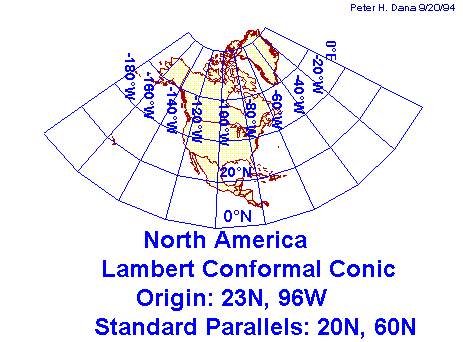 Peter H. Dana 9/20/94
0°E
-20°W
-40°W
-60°W
-80°W
-100°W
-120°W
-140°W
-160°W
-180°W
20°N
0°N
North America
Lambert Conformal Conic
Origin: 23N, 96W
Standard Parallels: 20N, 60N